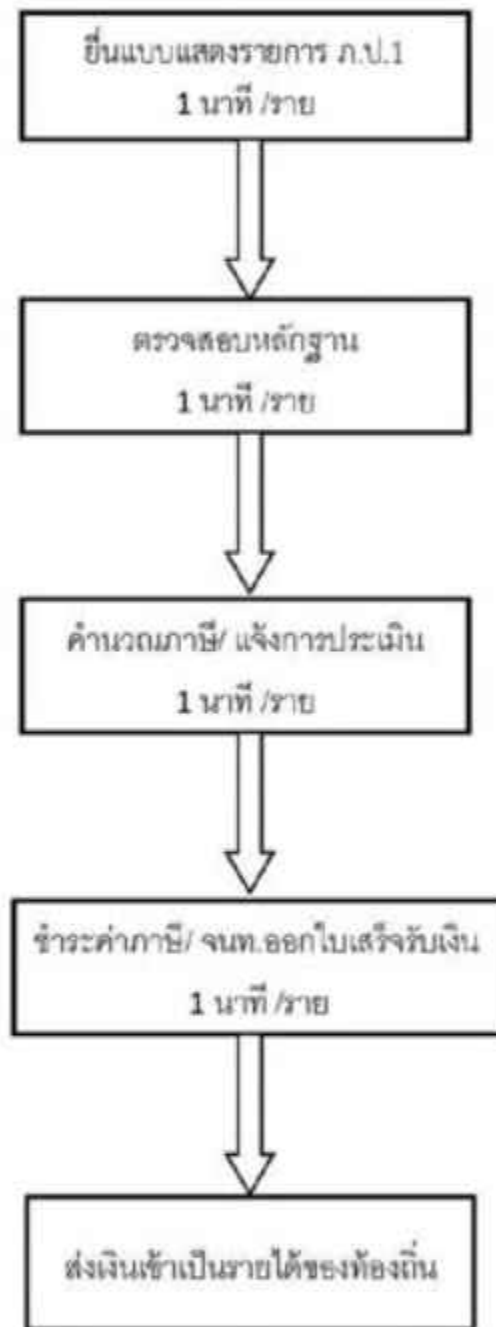 ยื่นแบบแสดงรายการ ภ.ป.1
1 นาที /ราย
ตรวจสอบหลักฐาน
1 นาที /ราย
คำนวณภาษี/ แจ้งการประเมิน
1 นาที /ราย
ชำระค่าภาษี/ จนท.ออกใบเสร็จรับเงิน
1 นาที /ราย
ส่งเงินเข้าเป็นรายได้ของท้องถิ่น